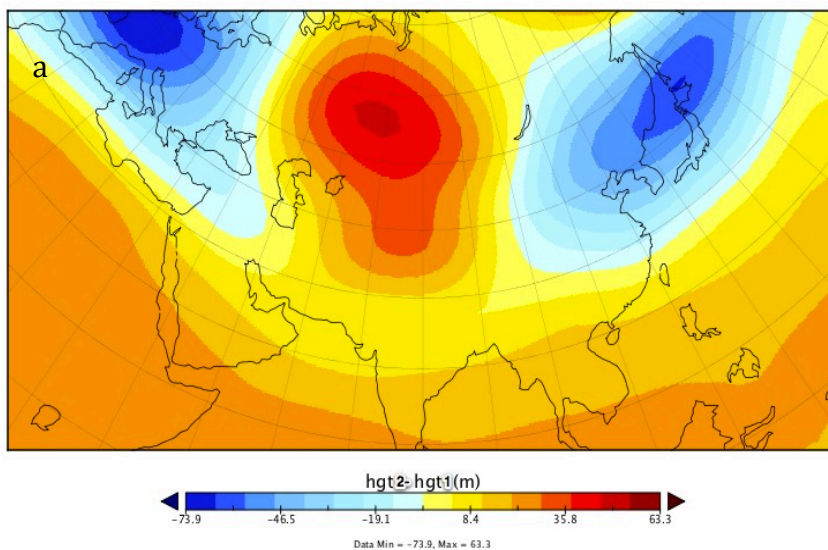 a
hgt2- hgt1(m)
−73.9 −46.5 −19.1 8.4 35.8 63.3
Data Min = −73.9, Max = 63.3